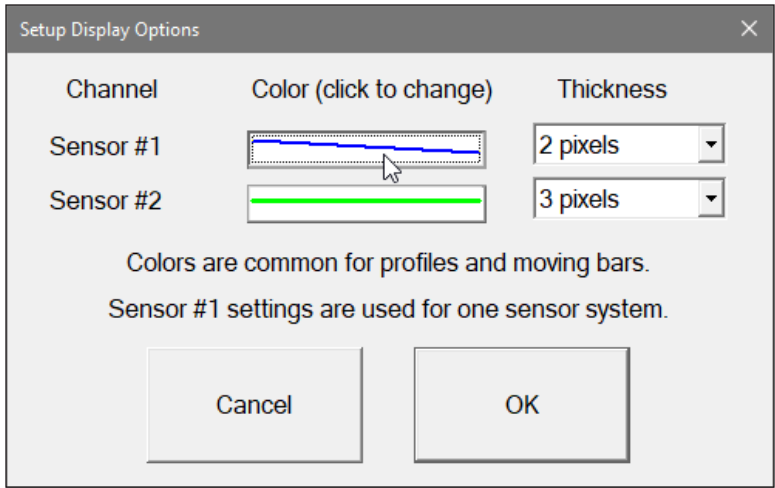 Setup Display Options
Channel Color (click to change) Thickness
Sensor #1 2 pixels
Sensor #2 3 pixels
Colors are common for profiles and moving bars.
Sensor #1 settings are used for one sensor system.
Cancel OK